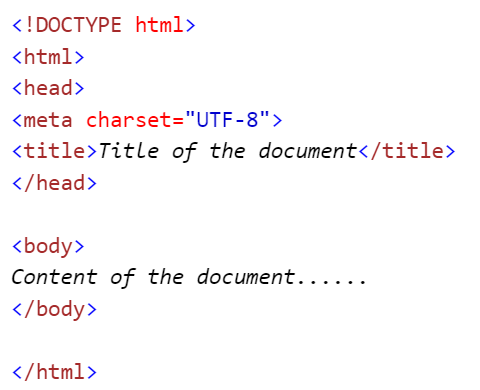 <!DOCTYPE html>
<html>
<head>
<meta charset="UTF-8">
<title>Title of the document</title>
</head>
<body>
Content of the document......
</body>
</html>